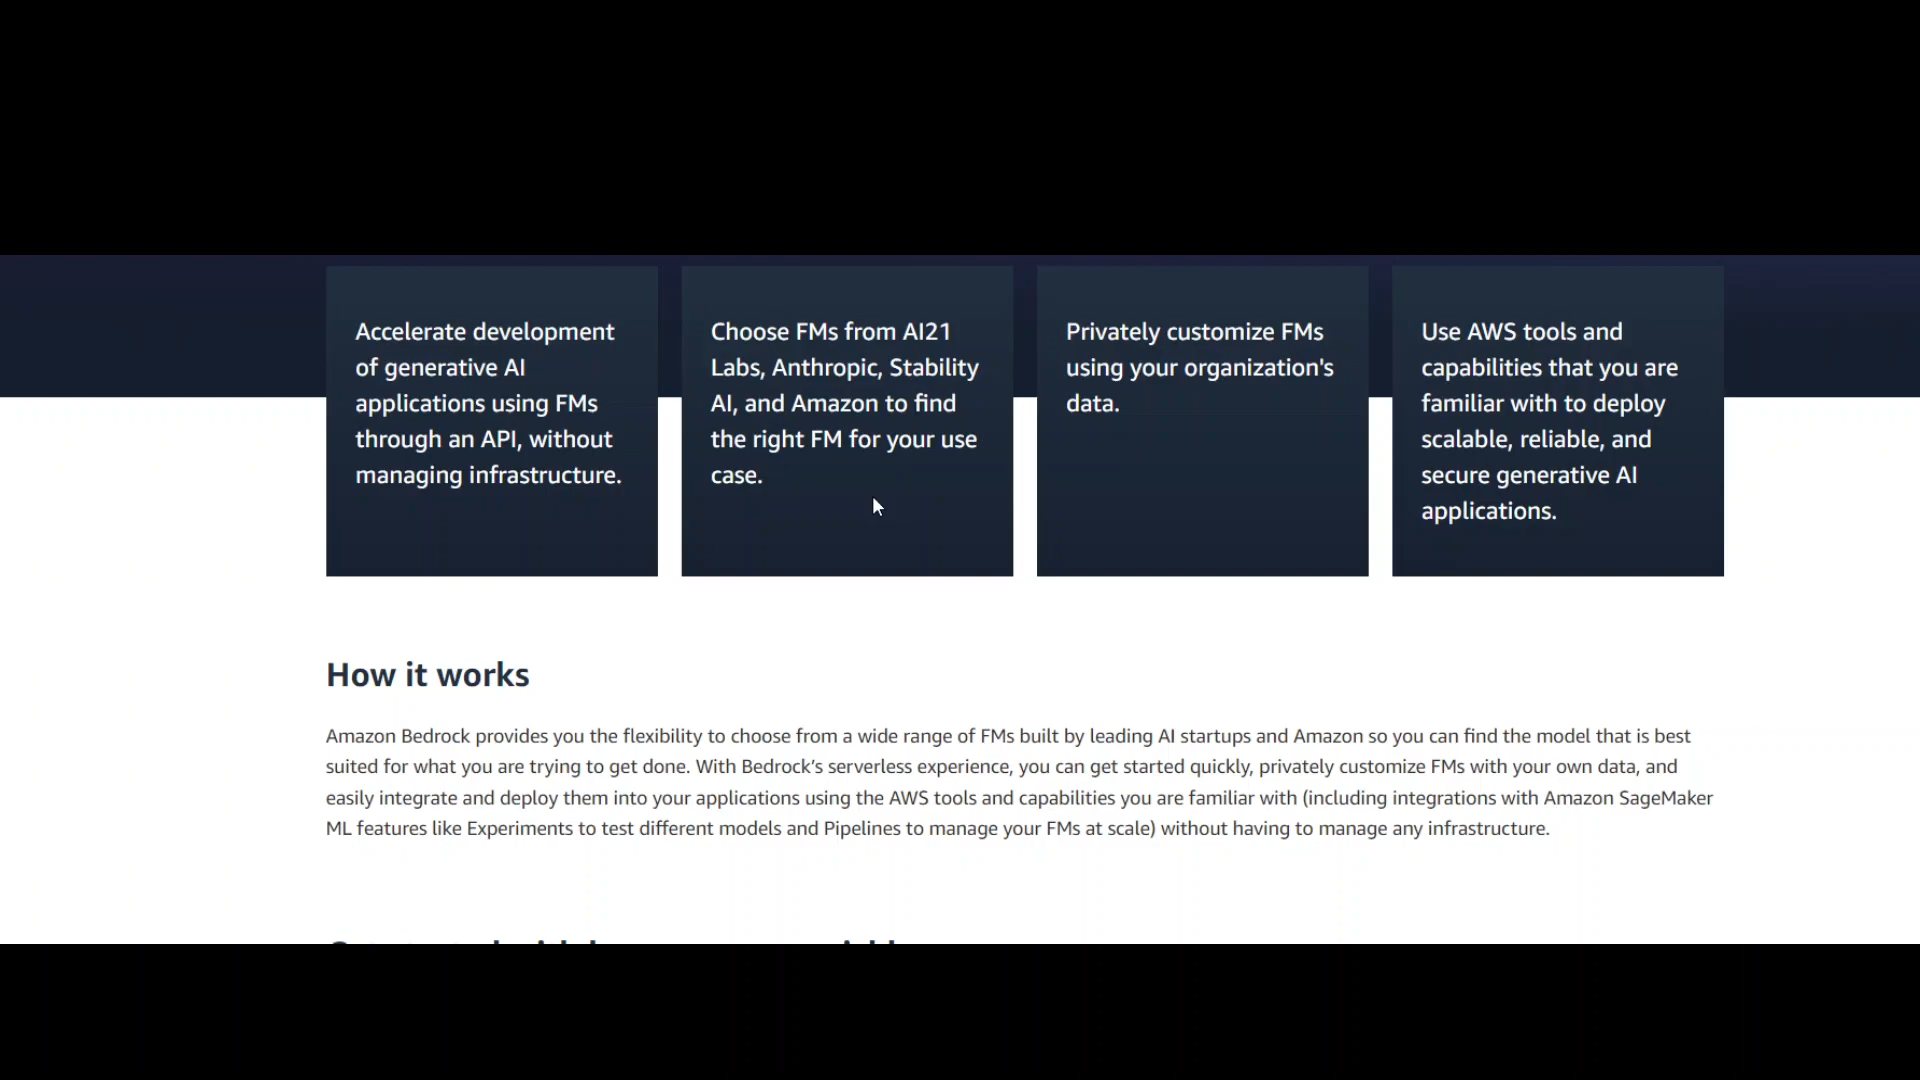 Accelerate development
of generative AI
applications using FMs
through an API, without
managing infrastructure.
Choose FMs from AI21
Labs, Anthropic, Stability
AI, and Amazon to find
the right FM for your use
case.
Privately customize FMs
using your organization's
data.
Use AWS tools and
capabilities that you are
familiar with to deploy
scalable, reliable, and
secure generative AI
applications.
How it works
Amazon Bedrock provides you the flexibility to choose from a wide range of FMs built by leading AI startups and Amazon so you can find the model that is best
suited for what you are trying to get done. With Bedrock’s serverless experience, you can get started quickly, privately customize FMs with your own data, and
easily integrate and deploy them into your applications using the AWS tools and capabilities you are familiar with (including integrations with Amazon SageMaker
ML features like Experiments to test different models and Pipelines to manage your FMs at scale) without having to manage any infrastructure.